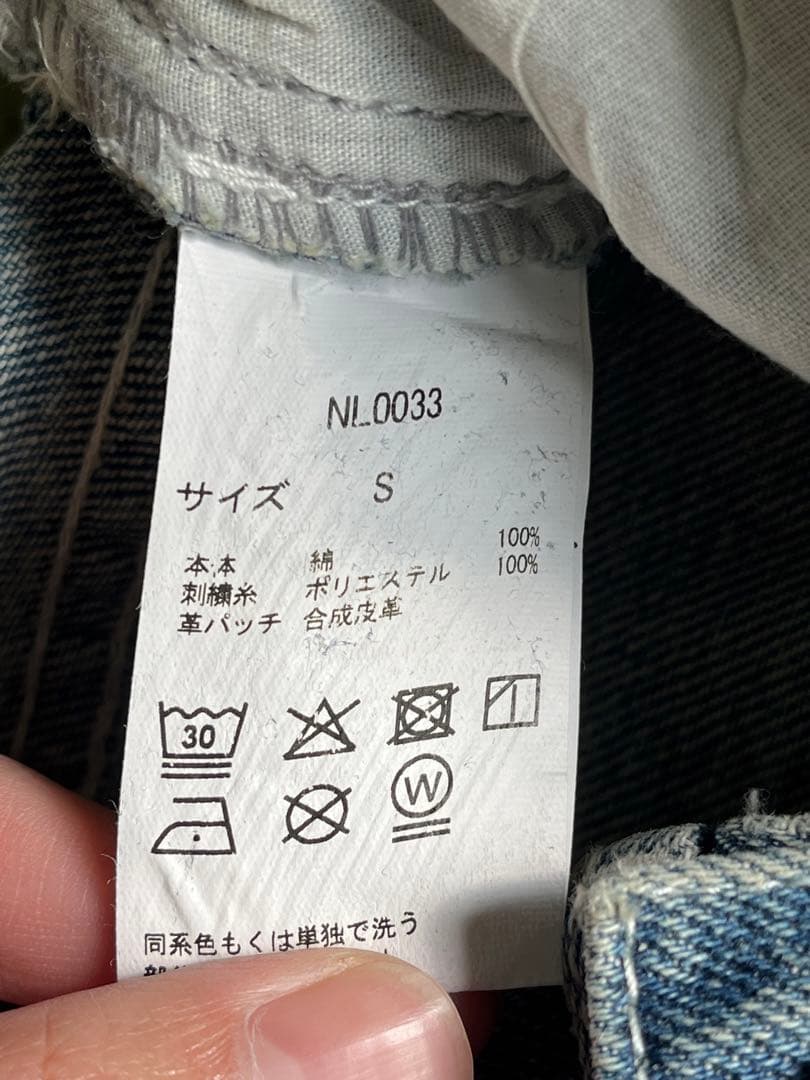 NL0033
サイズ S
本体 綿 100%
刺繍糸 ポリエステル 100%
革パッチ 合成皮革
30
W
同系色もくは単独で洗う